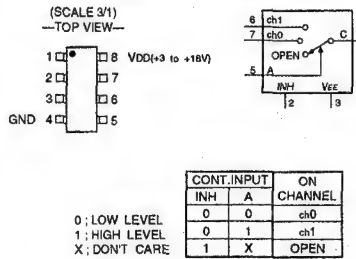 (SCALE 3/1)
—TOP VIEW—
1 8 VDD(+3 to +18V)
2 7
3 6
GND 4 5
6 ch1
7 ch0 C
OPEN
5 A
INH VEE
2 3
CONT.INPUT ON CHANNEL
INH A
0 0 ch0
0 1 ch1
1 X OPEN
0 ; LOW LEVEL
1 ; HIGH LEVEL
X ; DON'T CARE